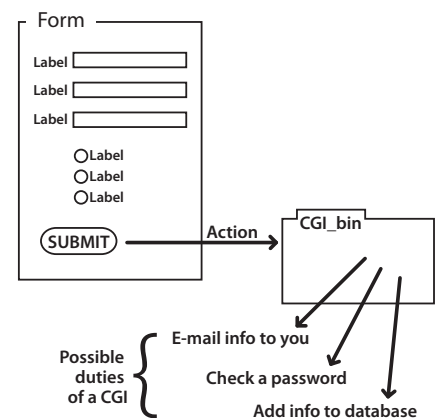 Form
Label
Label
Label
Label
Label
Label
SUBMIT
Action
CGI_bin
E-mail info to you
Possible
duties
of a CGI
Check a password
Add info to database